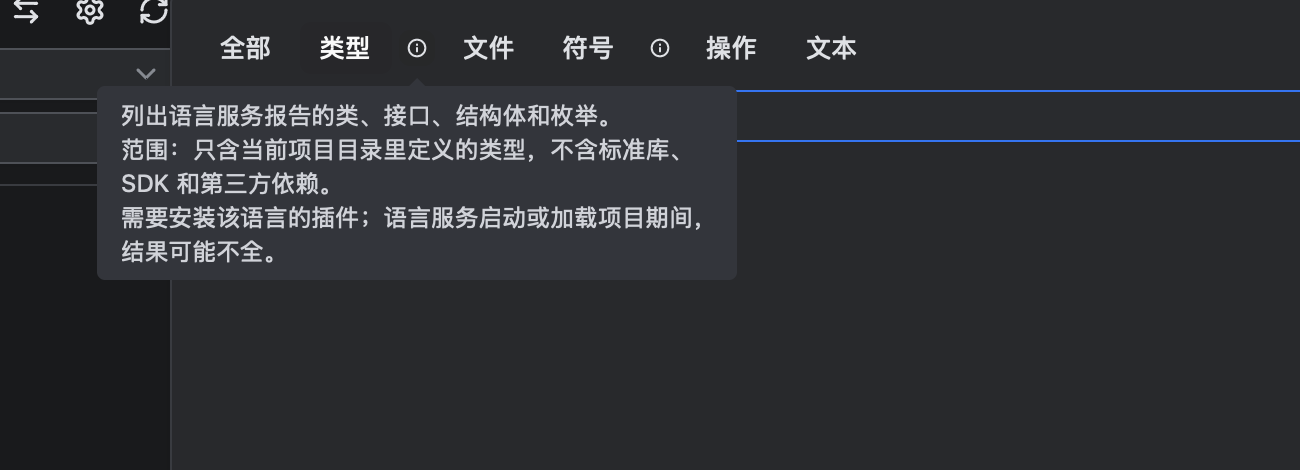 全部 类型 文件 符号 操作 文本
列出语言服务报告的类、接口、结构体和枚举。
范围：只含当前项目目录里定义的类型，不含标准库、
SDK 和第三方依赖。
需要安装该语言的插件；语言服务启动或加载项目期间，
结果可能不全。